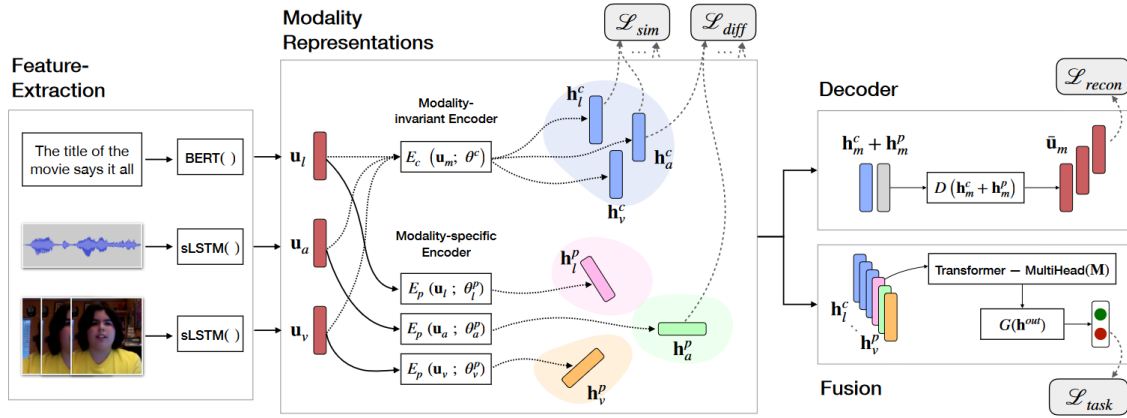 Feature-
Extraction
The title of the
movie says it all
BERT( )
sLSTM( )
sLSTM( )
Modality
Representations
u_l
u_a
u_v
Modality-
invariant Encoder
E_c (u_m; θ^c)
Modality-specific
Encoder
E_p (u_l ; θ_l^p)
E_p (u_a ; θ_a^p)
E_p (u_v ; θ_v^p)
h_l^c
h_a^c
h_v^c
h_l^p
h_a^p
h_v^p
ℒ_sim
ℒ_diff
... ...
Decoder
ℒ_recon
h_m^c + h_m^p
D (h_m^c + h_m^p)
ū_m
h_l^c
...
h_v^p
Transformer — MultiHead(M)
G(h^out)
Fusion
ℒ_task